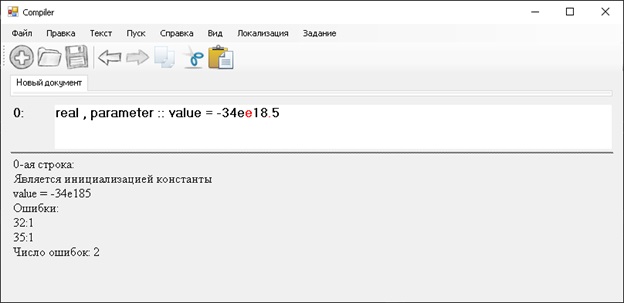 Compiler
Файл Правка Текст Пуск Справка Вид Локализация Задание
Новый документ
0: real , parameter :: value = -34ee18.5
0-ая строка:
Является инициализацией константы
value = -34e185
Ошибки:
32:1
35:1
Число ошибок: 2